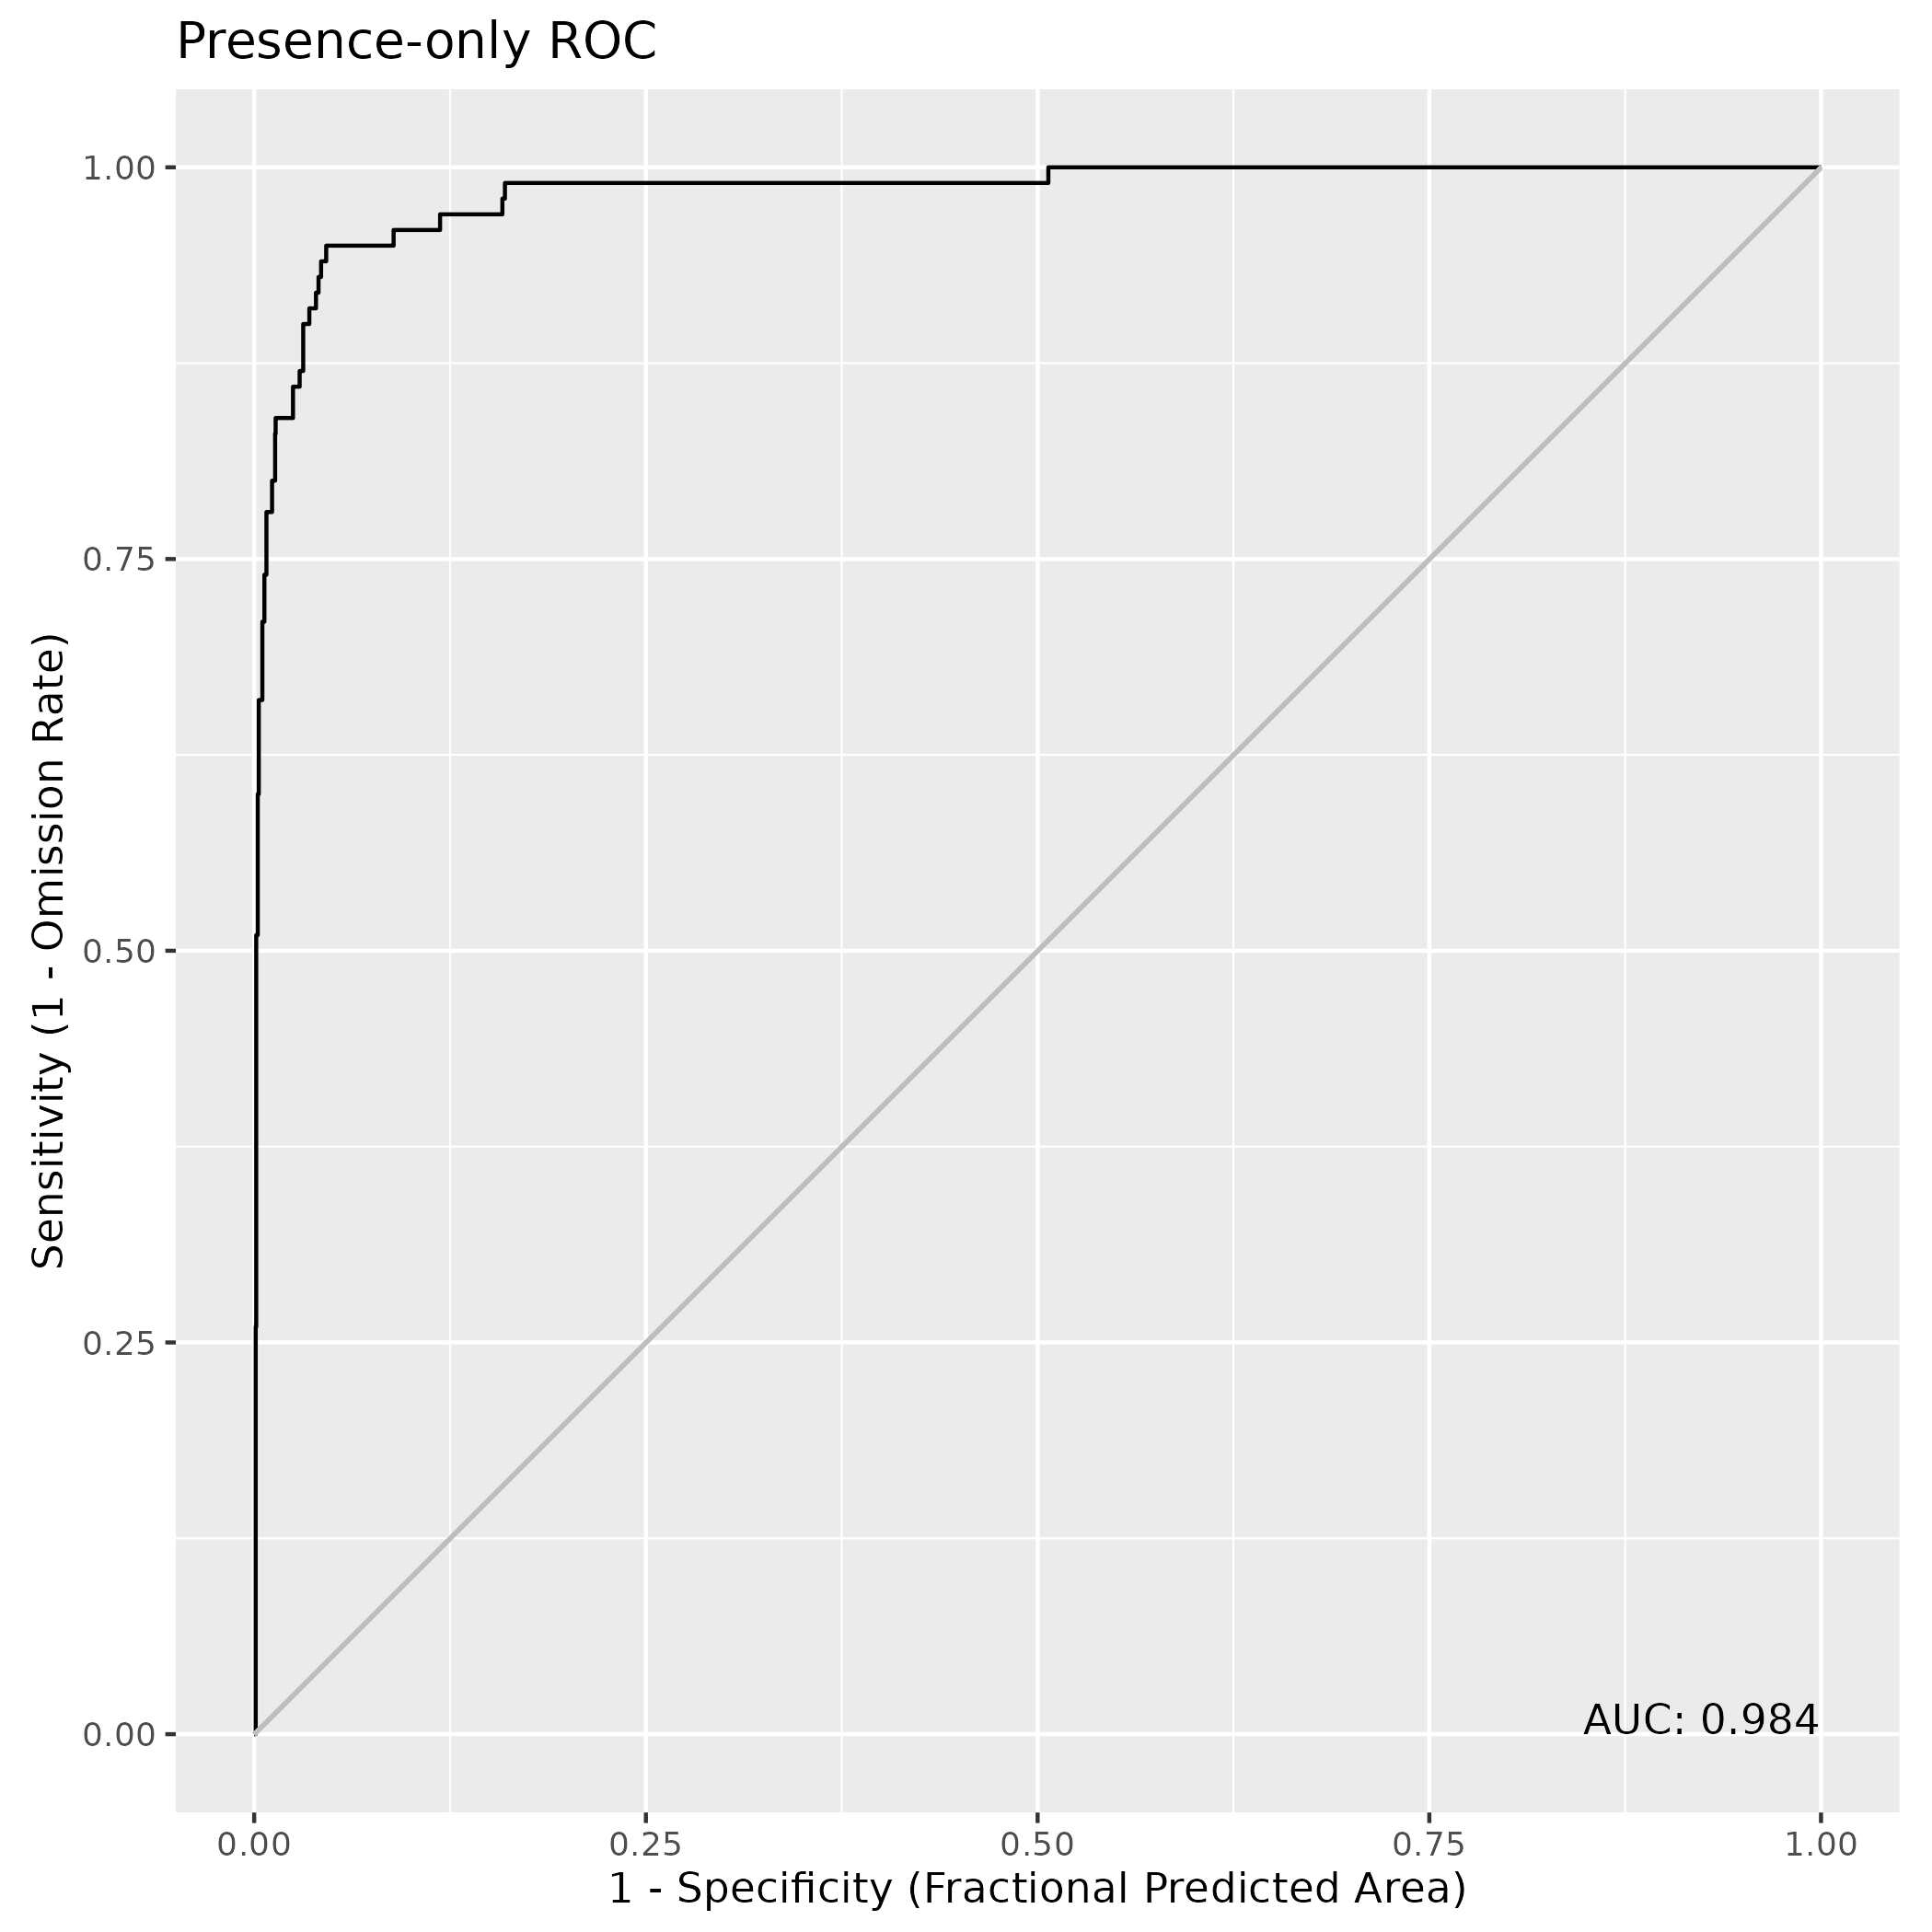 Presence-only ROC
Sensitivity (1 - Omission Rate)
1.00
0.75
0.50
0.25
0.00
AUC: 0.984
0.00 0.25 0.50 0.75 1.00
1 - Specificity (Fractional Predicted Area)